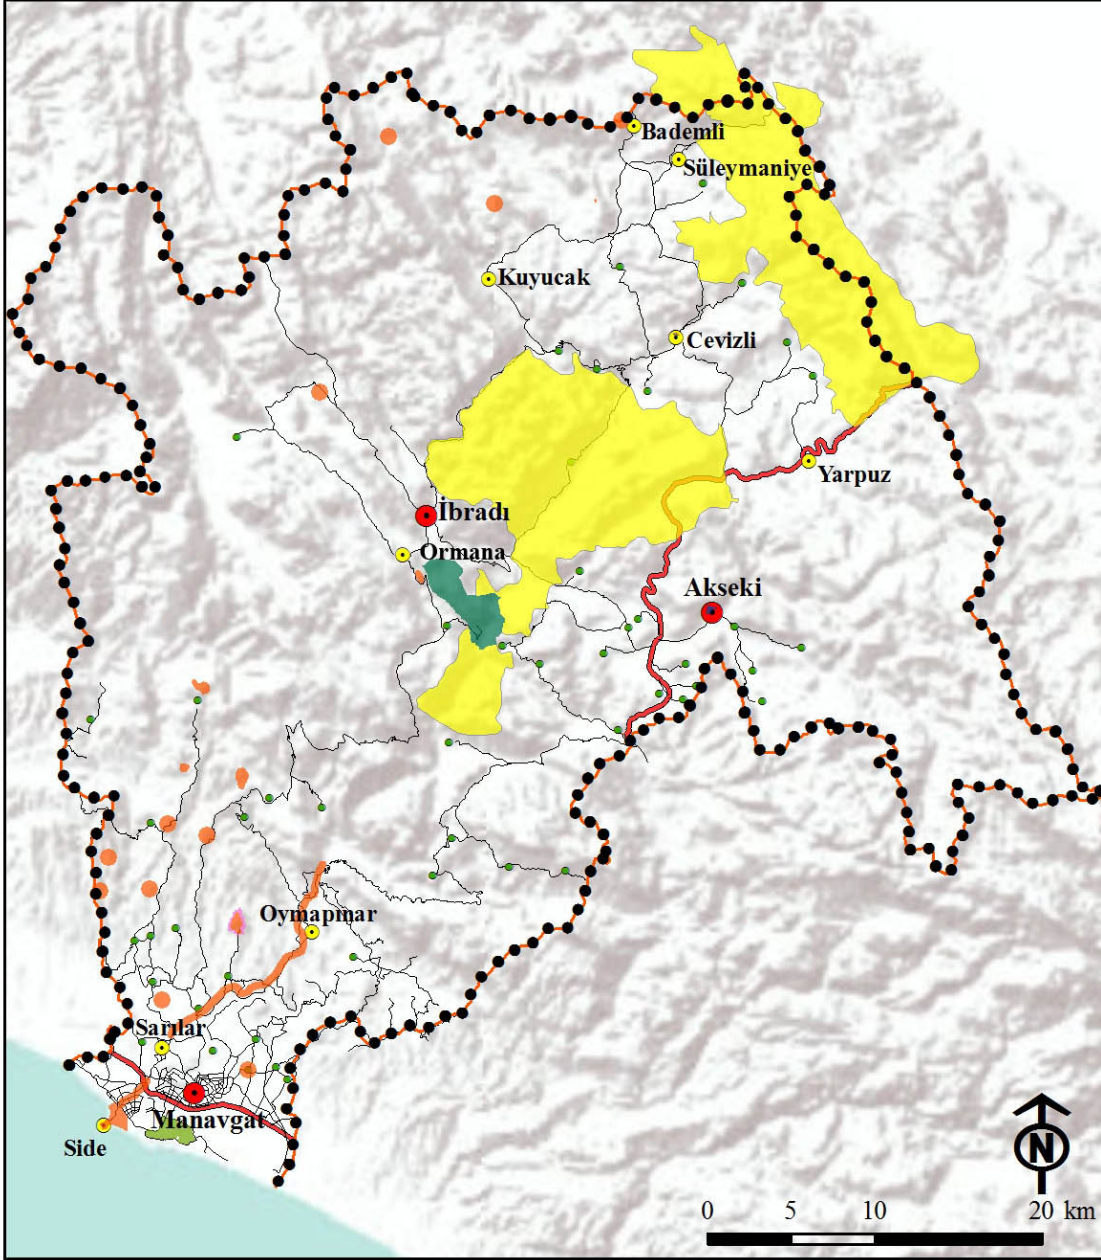 Bademli
Süleymaniye
Kuyucak
Cevizli
Yarpuz
İbradı
Ormana
Akseki
Oymapınar
Sarılar
Manavgat
Side
N
0 5 10 20 km